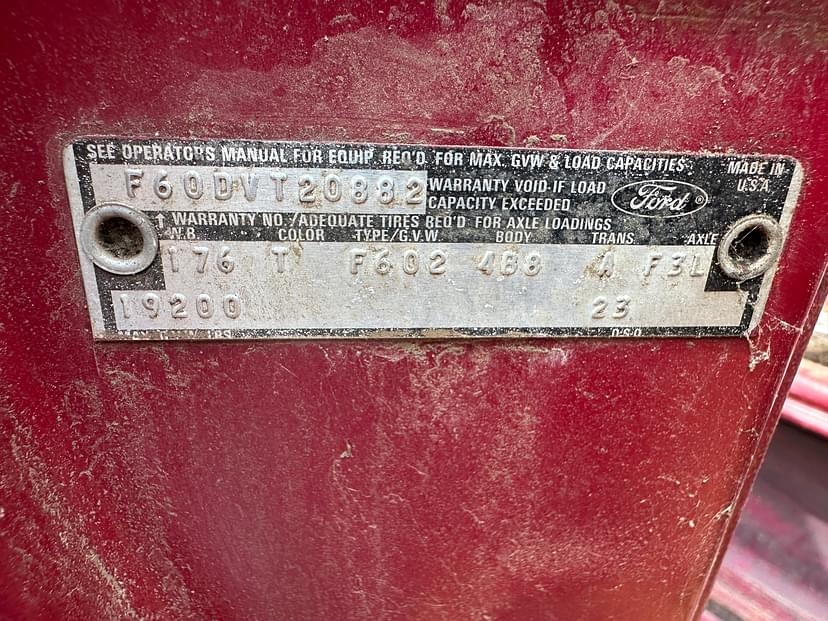 SEE OPERATOR'S MANUAL FOR EQUIP. REQ'D. FOR MAX. GVW & LOAD CAPACITIES
MADE IN U.S.A.
F60DVT20882
WARRANTY VOID IF LOAD
CAPACITY EXCEEDED
Ford ®
↑ WARRANTY NO./ADEQUATE TIRES REQ'D FOR AXLE LOADINGS
W.B. COLOR TYPE/G.V.W. BODY TRANS. AXLE
176 T F602 4B8 A F3L
19200 23
LBS. D.S.O.